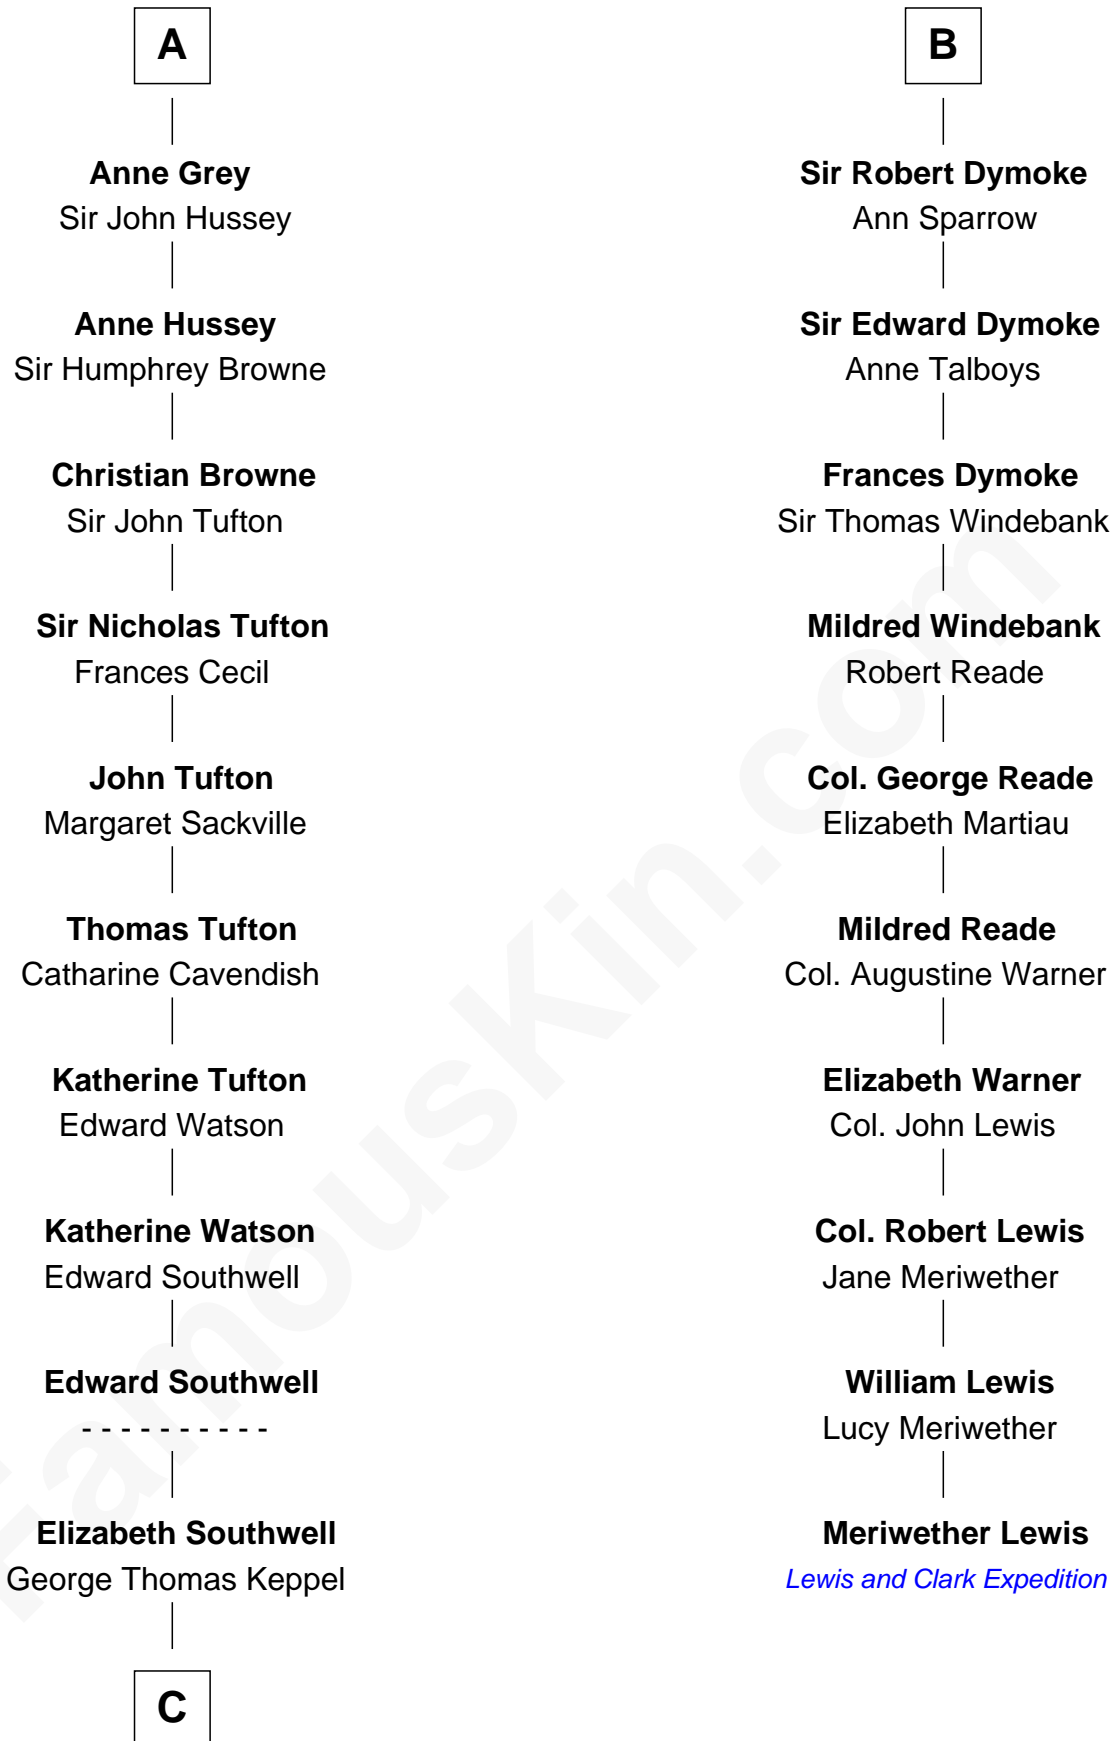 A
Anne Grey
Sir John Hussey
Anne Hussey
Sir Humphrey Browne
Christian Browne
Sir John Tufton
Sir Nicholas Tufton
Frances Cecil
John Tufton
Margaret Sackville
Thomas Tufton
Catharine Cavendish
Katherine Tufton
Edward Watson
Katherine Watson
Edward Southwell
Edward Southwell
- - - - - - - - - -
Elizabeth Southwell
George Thomas Keppel
C
B
Sir Robert Dymoke
Ann Sparrow
Sir Edward Dymoke
Anne Talboys
Frances Dymoke
Sir Thomas Windebank
Mildred Windebank
Robert Reade
Col. George Reade
Elizabeth Martiau
Mildred Reade
Col. Augustine Warner
Elizabeth Warner
Col. John Lewis
Col. Robert Lewis
Jane Meriwether
William Lewis
Lucy Meriwether
Meriwether Lewis
Lewis and Clark Expedition
FamousKin.com